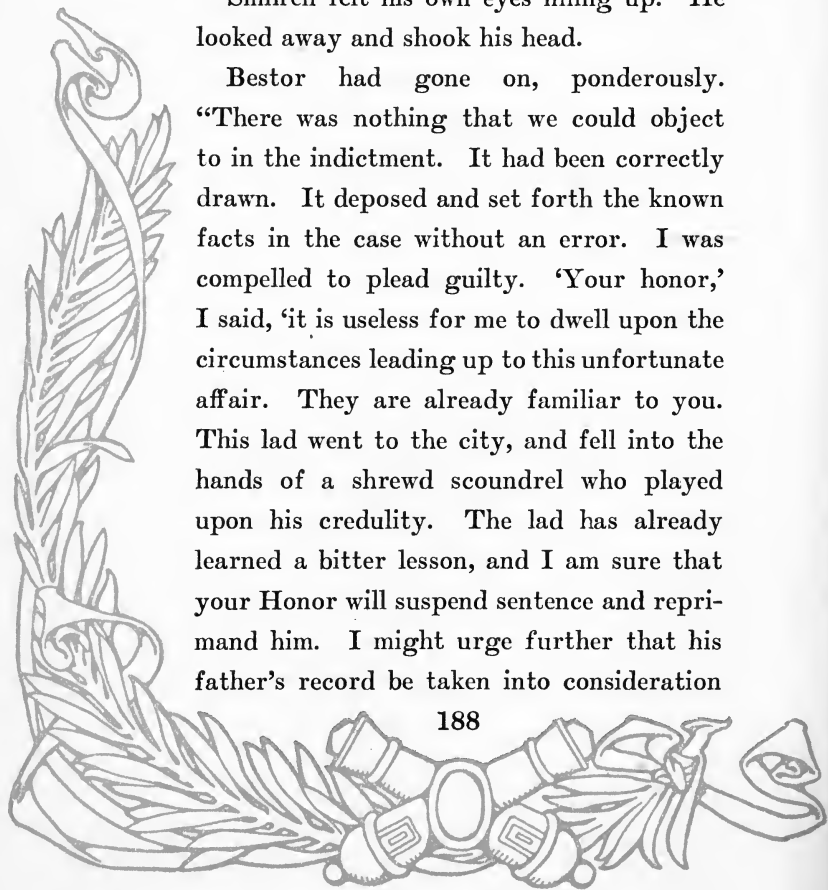 felt his own eyes filling up. He
looked away and shook his head.
Bestor had gone on, ponderously.
“There was nothing that we could object
to in the indictment. It had been correctly
drawn. It deposed and set forth the known
facts in the case without an error. I was
compelled to plead guilty. ‘Your honor,’
I said, ‘it is useless for me to dwell upon the
circumstances leading up to this unfortunate
affair. They are already familiar to you.
This lad went to the city, and fell into the
hands of a shrewd scoundrel who played
upon his credulity. The lad has already
learned a bitter lesson, and I am sure that
your Honor will suspend sentence and repri-
mand him. I might urge further that his
father’s record be taken into consideration
188